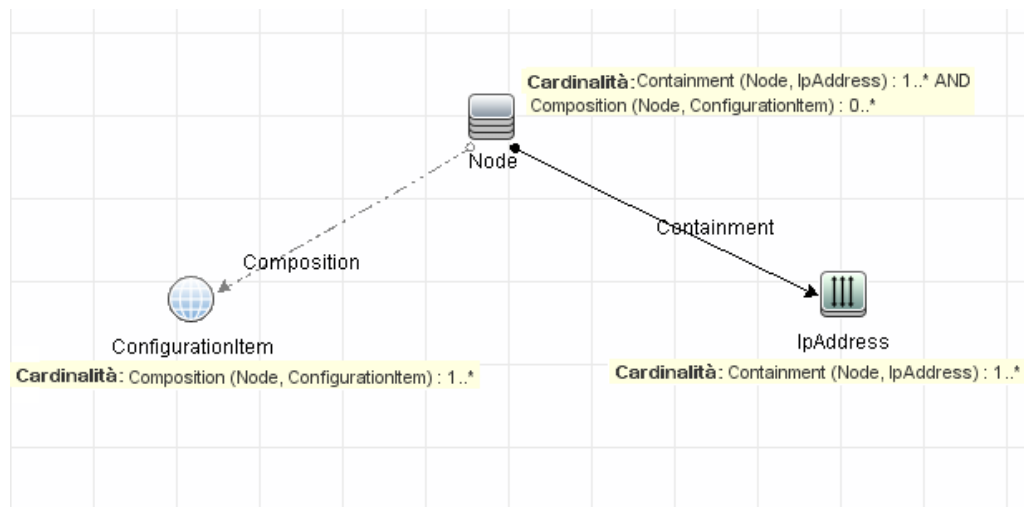 Cardinalità: Containment (Node, IpAddress) : 1..* AND
Composition (Node, ConfigurationItem) : 0..*
Node
Containment
Composition
IpAddress
ConfigurationItem
Cardinalità: Composition (Node, ConfigurationItem) : 1..*
Cardinalità: Containment (Node, IpAddress) : 1..*